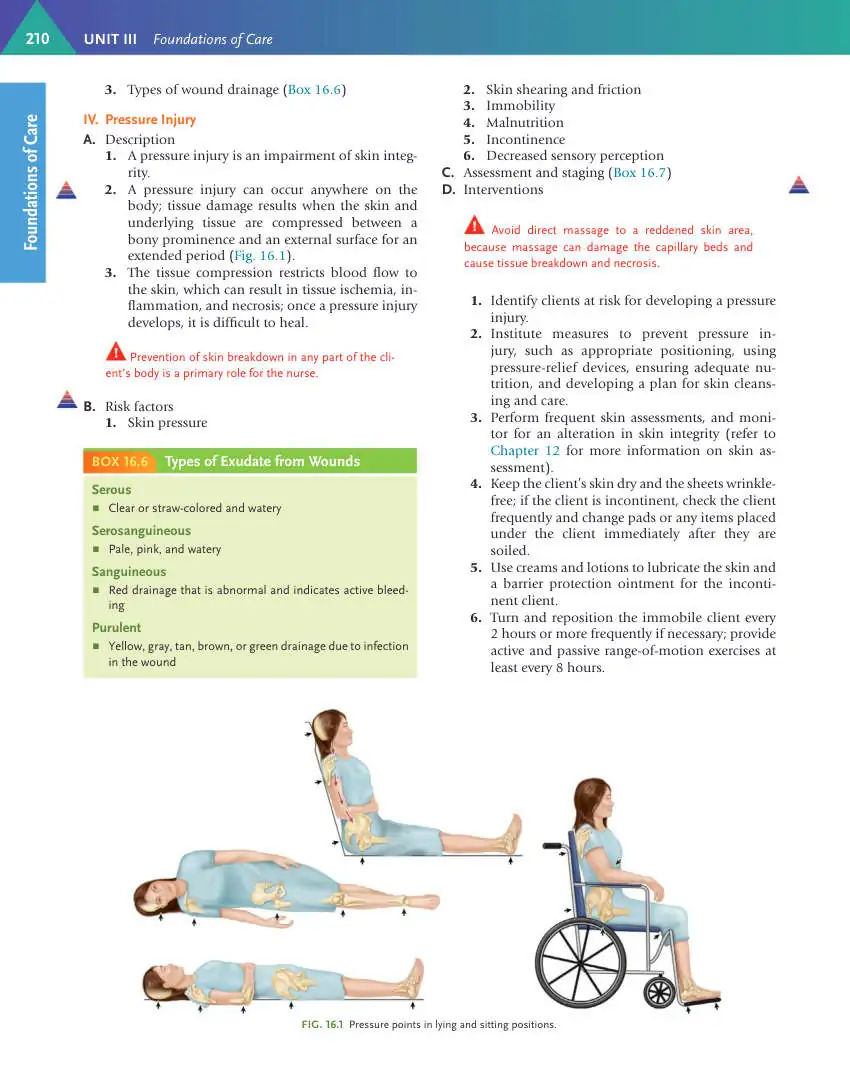 210
UNIT III Foundations of Care
Foundations of Care
3. Types of wound drainage (Box 16.6)
IV. Pressure Injury
A. Description
1. A pressure injury is an impairment of skin integ-
rity.
2. A pressure injury can occur anywhere on the
body; tissue damage results when the skin and
underlying tissue are compressed between a
bony prominence and an external surface for an
extended period (Fig. 16.1).
3. The tissue compression restricts blood flow to
the skin, which can result in tissue ischemia, in-
flammation, and necrosis; once a pressure injury
develops, it is difficult to heal.
Prevention of skin breakdown in any part of the cli-
ent's body is a primary role for the nurse.
B. Risk factors
1. Skin pressure
BOX 16.6 Types of Exudate from Wounds
Serous
■ Clear or straw-colored and watery
Serosanguineous
■ Pale, pink, and watery
Sanguineous
■ Red drainage that is abnormal and indicates active bleed-
ing
Purulent
■ Yellow, gray, tan, brown, or green drainage due to infection
in the wound
2. Skin shearing and friction
3. Immobility
4. Malnutrition
5. Incontinence
6. Decreased sensory perception
C. Assessment and staging (Box 16.7)
D. Interventions
Avoid direct massage to a reddened skin area,
because massage can damage the capillary beds and
cause tissue breakdown and necrosis.
1. Identify clients at risk for developing a pressure
injury.
2. Institute measures to prevent pressure in-
jury, such as appropriate positioning, using
pressure-relief devices, ensuring adequate nu-
trition, and developing a plan for skin cleans-
ing and care.
3. Perform frequent skin assessments, and moni-
tor for an alteration in skin integrity (refer to
Chapter 12 for more information on skin as-
sessment).
4. Keep the client's skin dry and the sheets wrinkle-
free; if the client is incontinent, check the client
frequently and change pads or any items placed
under the client immediately after they are
soiled.
5. Use creams and lotions to lubricate the skin and
a barrier protection ointment for the inconti-
nent client.
6. Turn and reposition the immobile client every
2 hours or more frequently if necessary; provide
active and passive range-of-motion exercises at
least every 8 hours.
FIG. 16.1 Pressure points in lying and sitting positions.